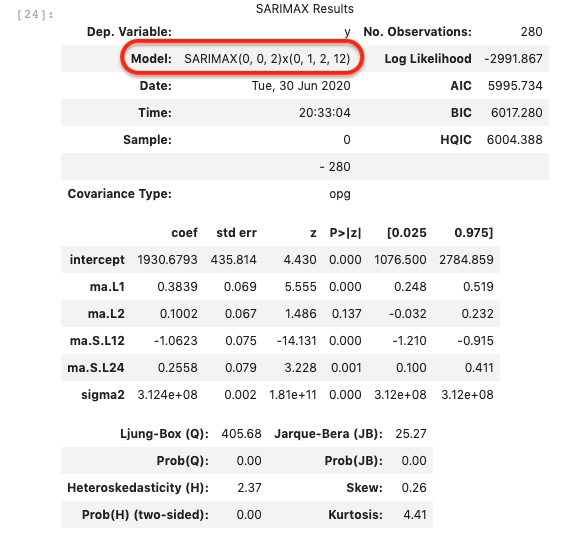 [24]:
SARIMAX Results
Dep. Variable: y No. Observations: 280
Model: SARIMAX(0, 0, 2)x(0, 1, 2, 12) Log Likelihood -2991.867
Date: Tue, 30 Jun 2020 AIC 5995.734
Time: 20:33:04 BIC 6017.280
Sample: 0 HQIC 6004.388
- 280
Covariance Type: opg
coef std err z P>|z| [0.025 0.975]
intercept 1930.6793 435.814 4.430 0.000 1076.500 2784.859
ma.L1 0.3839 0.069 5.555 0.000 0.248 0.519
ma.L2 0.1002 0.067 1.486 0.137 -0.032 0.232
ma.S.L12 -1.0623 0.075 -14.131 0.000 -1.210 -0.915
ma.S.L24 0.2558 0.079 3.228 0.001 0.100 0.411
sigma2 3.124e+08 0.002 1.81e+11 0.000 3.12e+08 3.12e+08
Ljung-Box (Q): 405.68 Jarque-Bera (JB): 25.27
Prob(Q): 0.00 Prob(JB): 0.00
Heteroskedasticity (H): 2.37 Skew: 0.26
Prob(H) (two-sided): 0.00 Kurtosis: 4.41